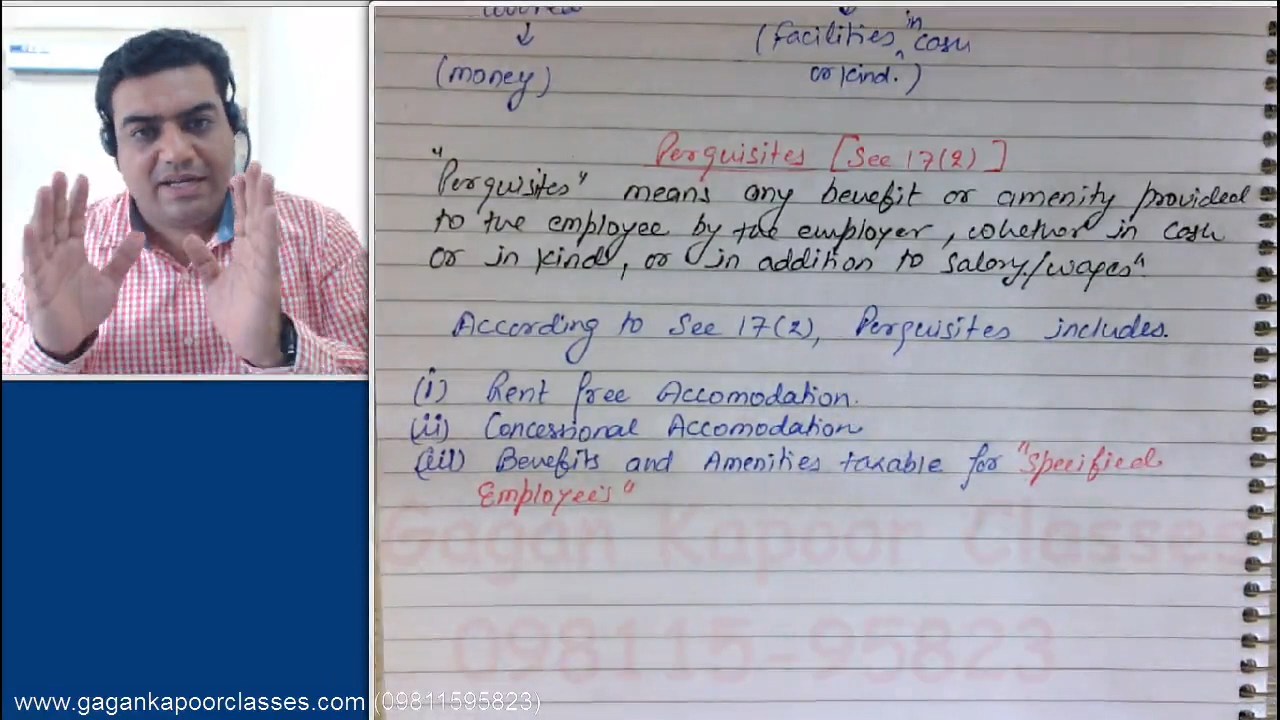 (facilities in cash
(money)
or kind.)
Perquisites [Sec 17(2)]
"Perquisites" means any benefit or amenity provided
to the employee by the employer, whether in cash
or in kind, or in addition to salary/wages"
According to Sec 17(2), Perquisites includes.
(i) Rent Free Accomodation.
(ii) Concessional Accomodation
(iii) Benefits and Amenities taxable for "Specified
Employees"
Gagan Kapoor Classes
098115-95823
www.gagankapoorclasses.com (09811595823)